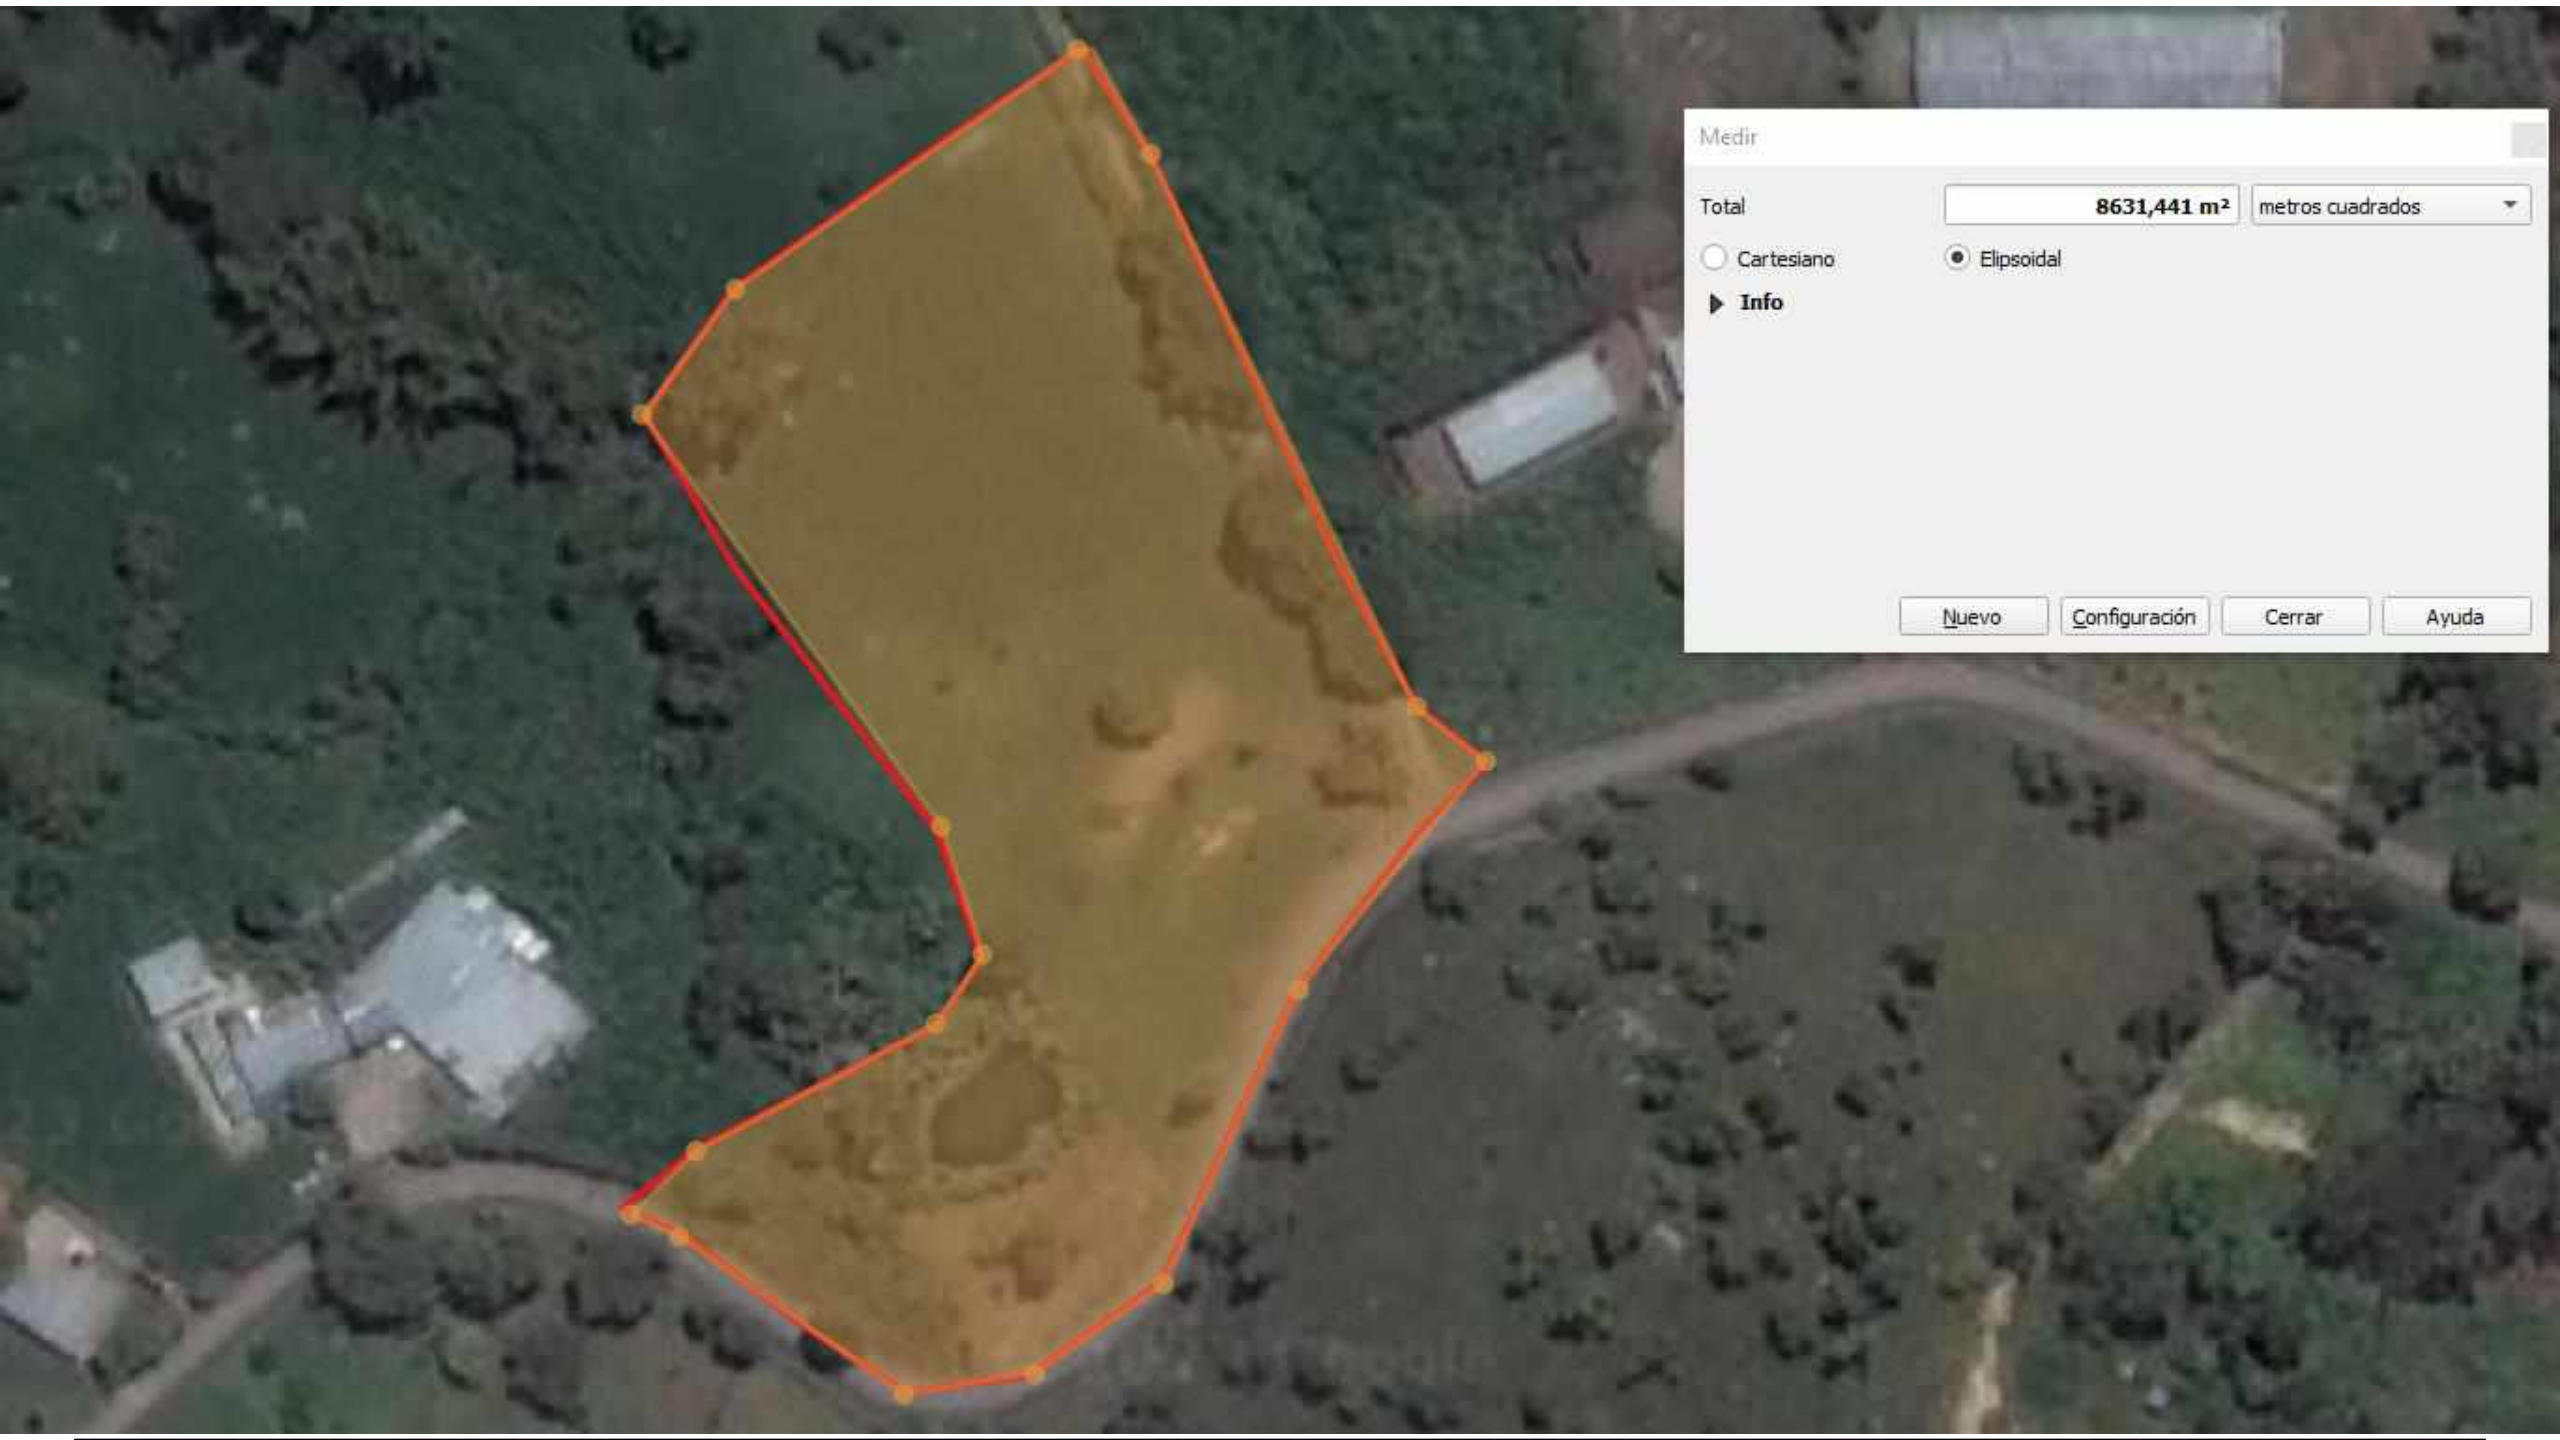 Medir
Total 8631,441 m² metros cuadrados
Cartesiano Elipsoidal
Info
Nuevo Configuración Cerrar Ayuda